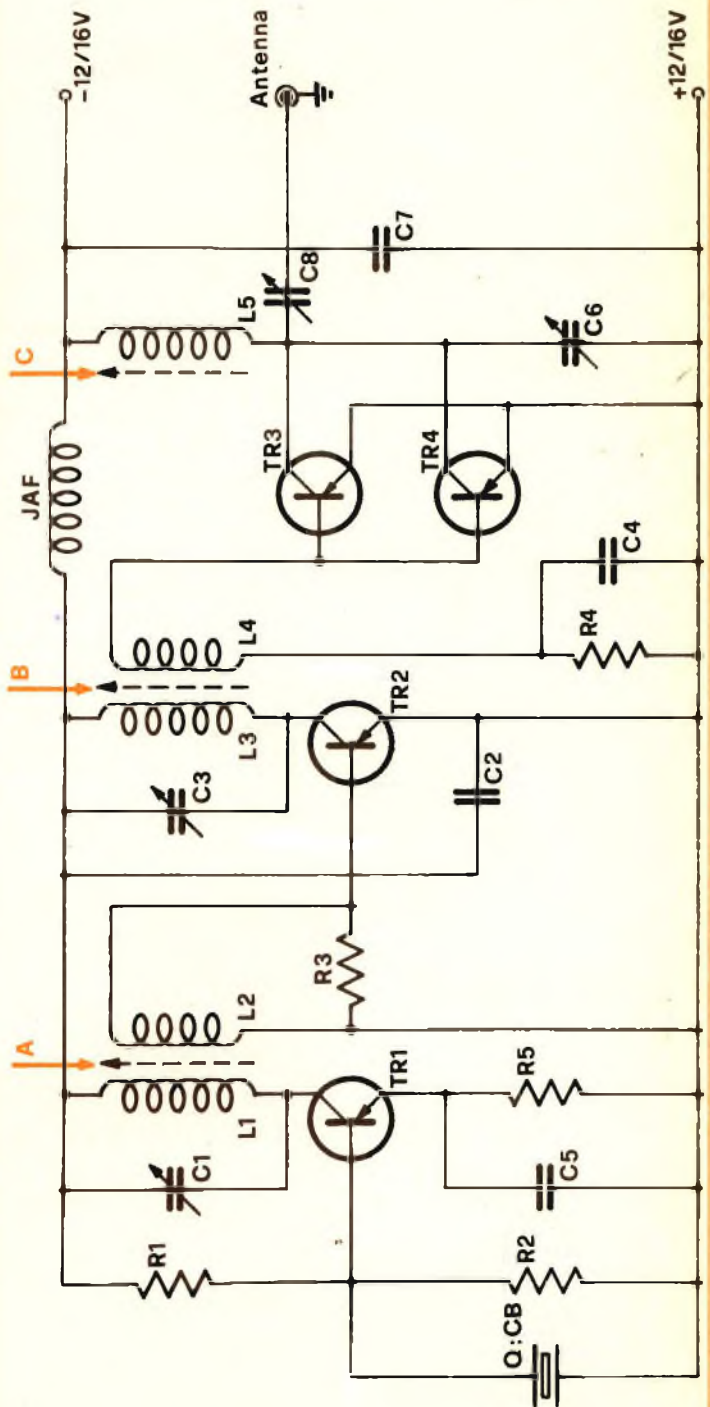 A
B
C
JAF
-12/16V
R1
C1
L1
L2
C3
L3
L4
L5
C8
Antenna
TR1
R3
TR2
TR3
C7
TR4
C6
C2
C4
R4
Q:CB
R2
C5
R5
+12/16V